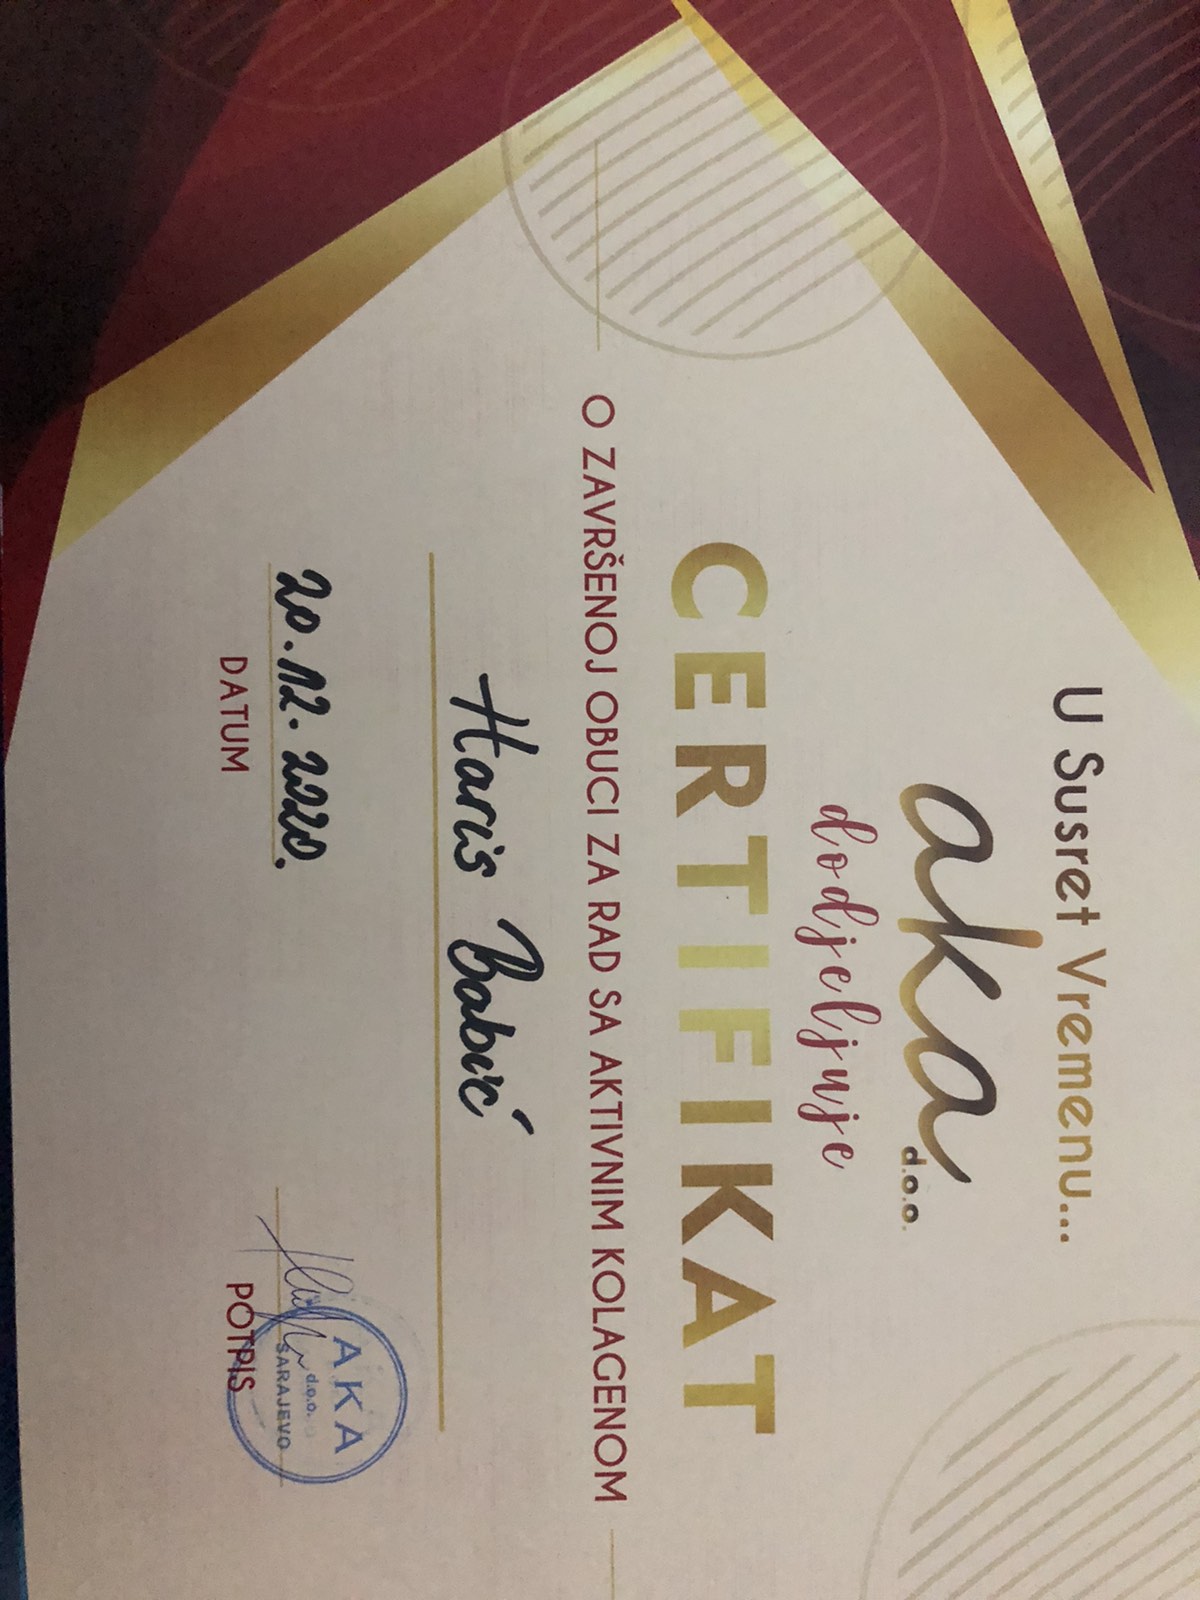 U Susret Vremenu...
aka d.o.o.
dodjeljuje
CERTIFIKAT
O ZAVRŠENOJ OBUCI ZA RAD SA AKTIVNIM KOLAGENOM
Haris Babić
20.12.2020.
DATUM
AKA
d.o.o.
SARAJEVO
POTPIS